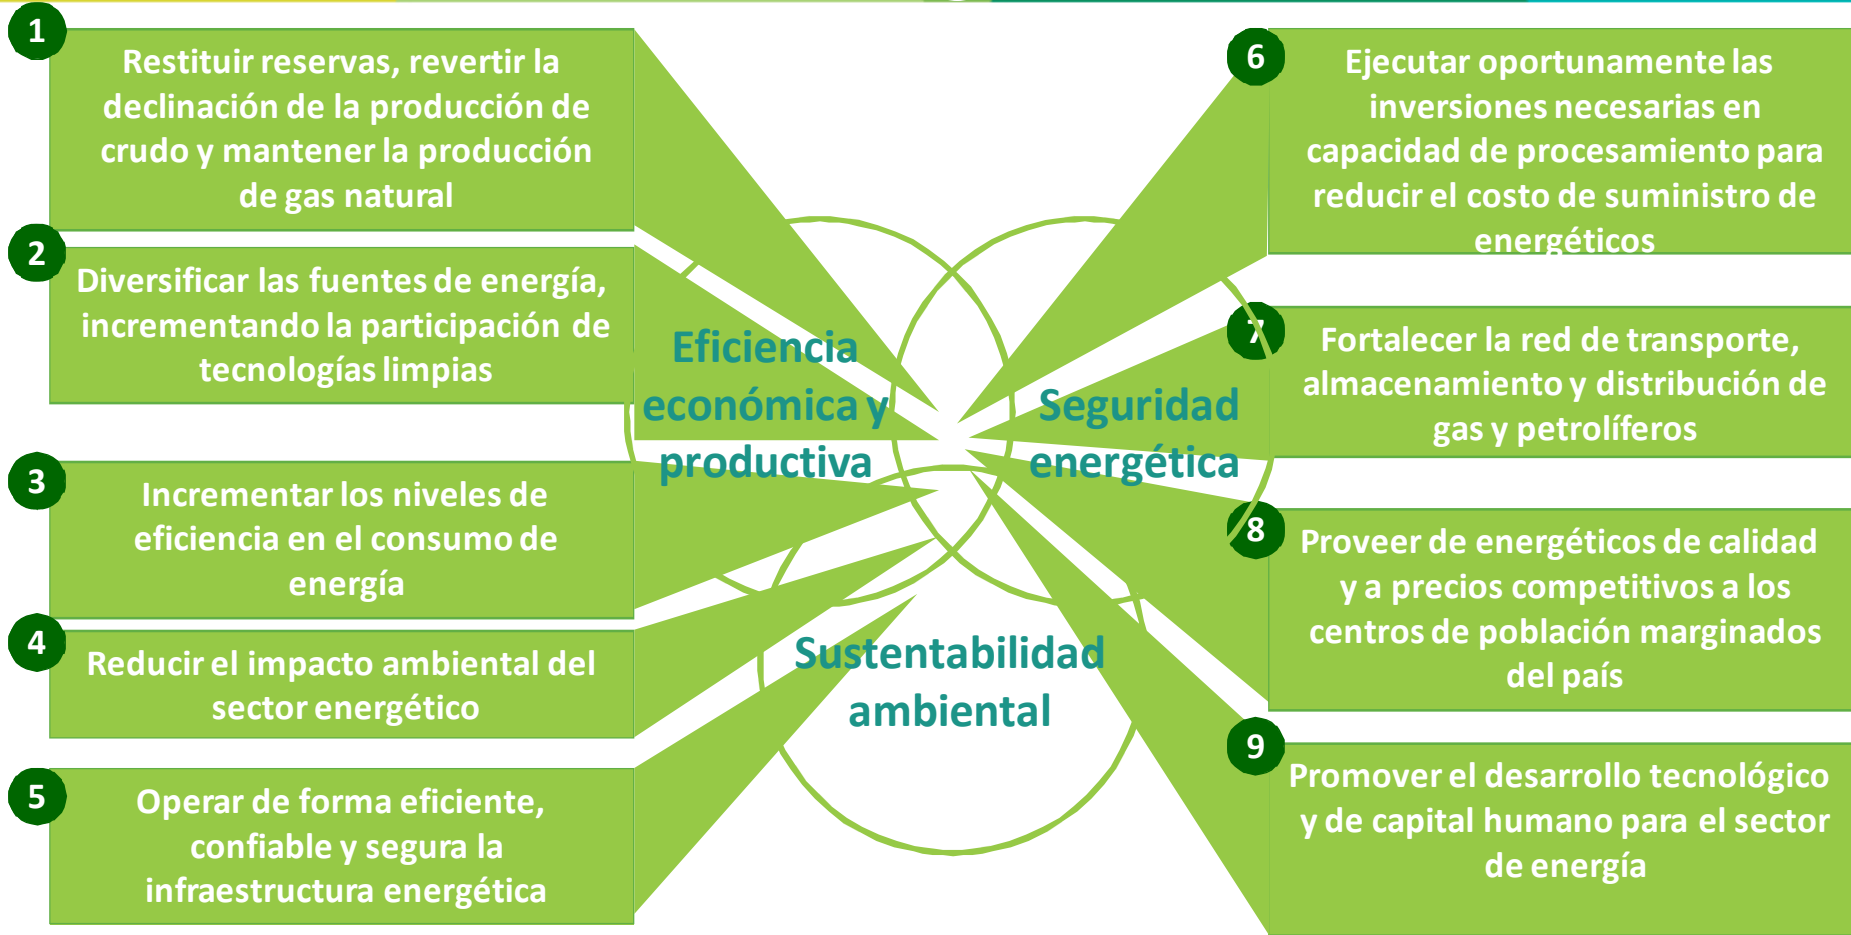 1
Restituir reservas, revertir la
declinación de la producción de
crudo y mantener la producción
de gas natural
2
Diversificar las fuentes de energía,
incrementando la participación de
tecnologías limpias
3
Incrementar los niveles de
eficiencia en el consumo de
energía
4
Reducir el impacto ambiental del
sector energético
5
Operar de forma eficiente,
confiable y segura la
infraestructura energética
Eficiencia
económica y
productiva
Seguridad
energética
Sustentabilidad
ambiental
6
Ejecutar oportunamente las
inversiones necesarias en
capacidad de procesamiento para
reducir el costo de suministro de
energéticos
7
Fortalecer la red de transporte,
almacenamiento y distribución de
gas y petrolíferos
8
Proveer de energéticos de calidad
y a precios competitivos a los
centros de población marginados
del país
9
Promover el desarrollo tecnológico
y de capital humano para el sector
de energía